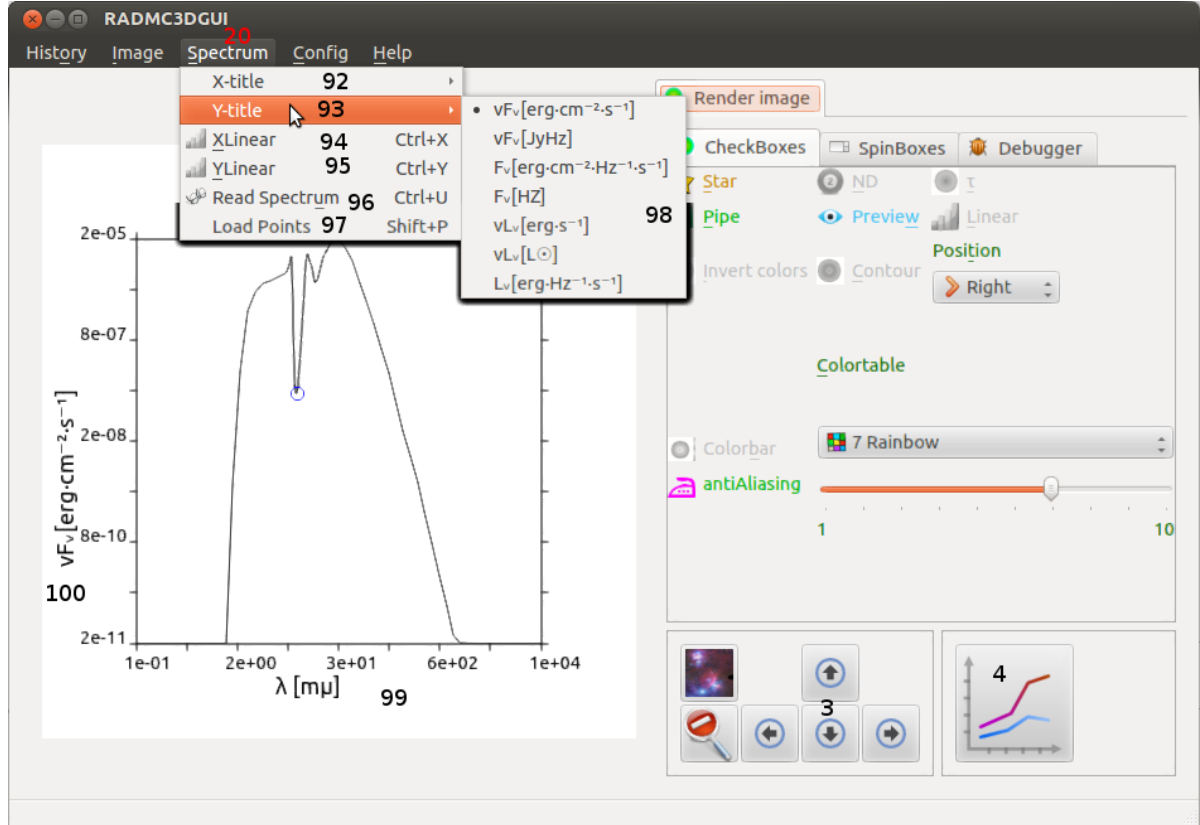 RADMC3DGUI
20
History Image Spectrum Config Help
X-title 92
Y-title 93
XLinear 94 Ctrl+X
YLinear 95 Ctrl+Y
Read Spectrum 96 Ctrl+U
Load Points 97 Shift+P
• νFᵥ[erg·cm⁻²·s⁻¹]
νFᵥ[JyHz]
Fᵥ[erg·cm⁻²·Hz⁻¹·s⁻¹]
Fᵥ[HZ]
νLᵥ[erg·s⁻¹]
νLᵥ[L☉]
Lᵥ[erg·Hz⁻¹·s⁻¹]
98
Render image
CheckBoxes SpinBoxes Debugger
Star ND τ
Pipe Preview Linear
Position
Invert colors Contour Right
Colortable
Colorbar 7 Rainbow
antiAliasing
1 10
2e-05
8e-07
2e-08
8e-10
2e-11
νFᵥ[erg·cm⁻²·s⁻¹]
100
1e-01 2e+00 3e+01 6e+02 1e+04
λ [mμ] 99
3
4